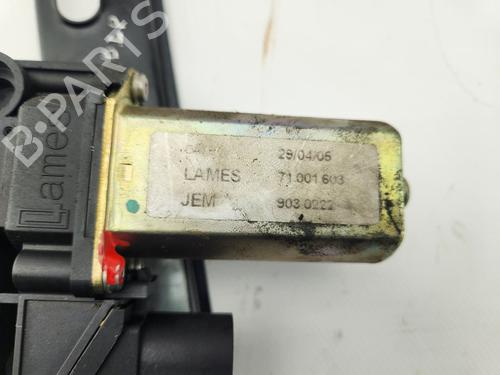 B-PARTS
Lames
29/04/05
LAMES 71.001.603
JEM 903.0222